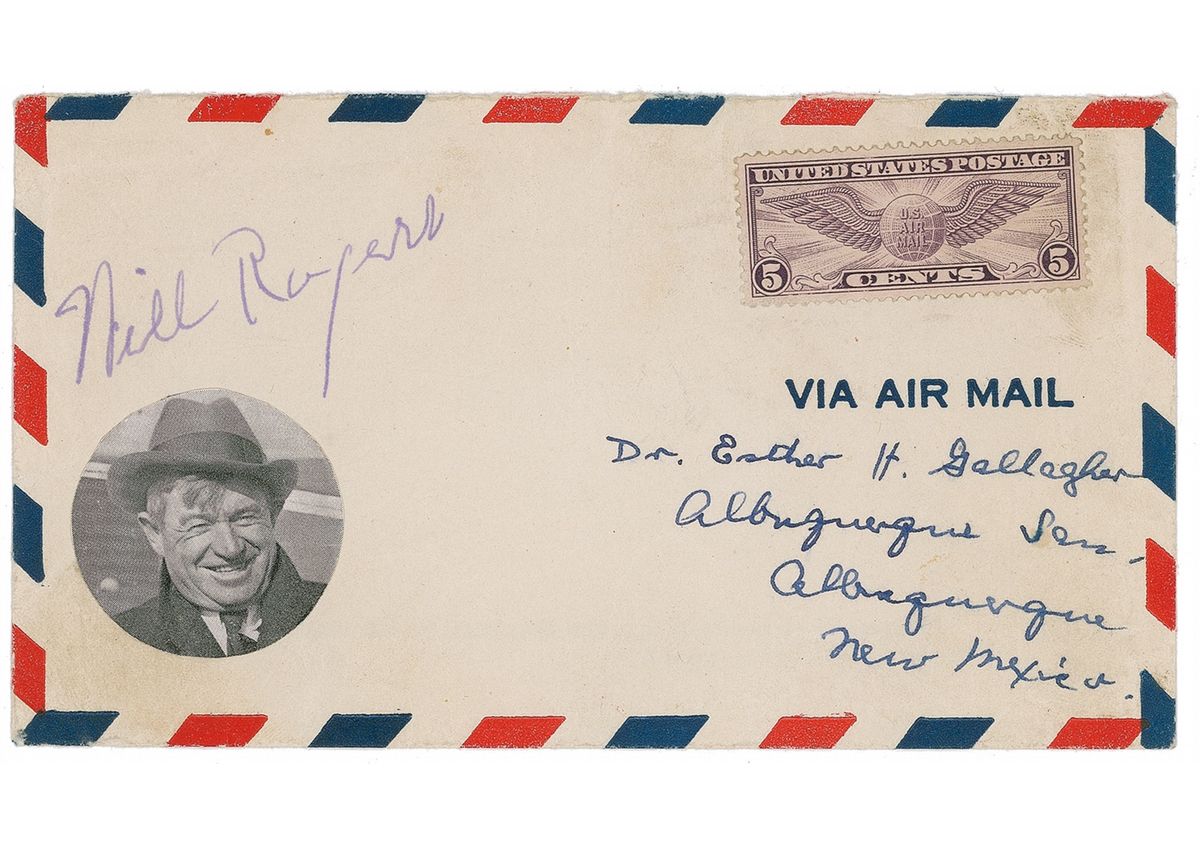 Will Rogers
UNITED STATES POSTAGE
U.S.
AIR
MAIL
5 CENTS 5
VIA AIR MAIL
Dr. Esther H. Gallagher
Albuquerque San,
Albuquerque
New Mexico.